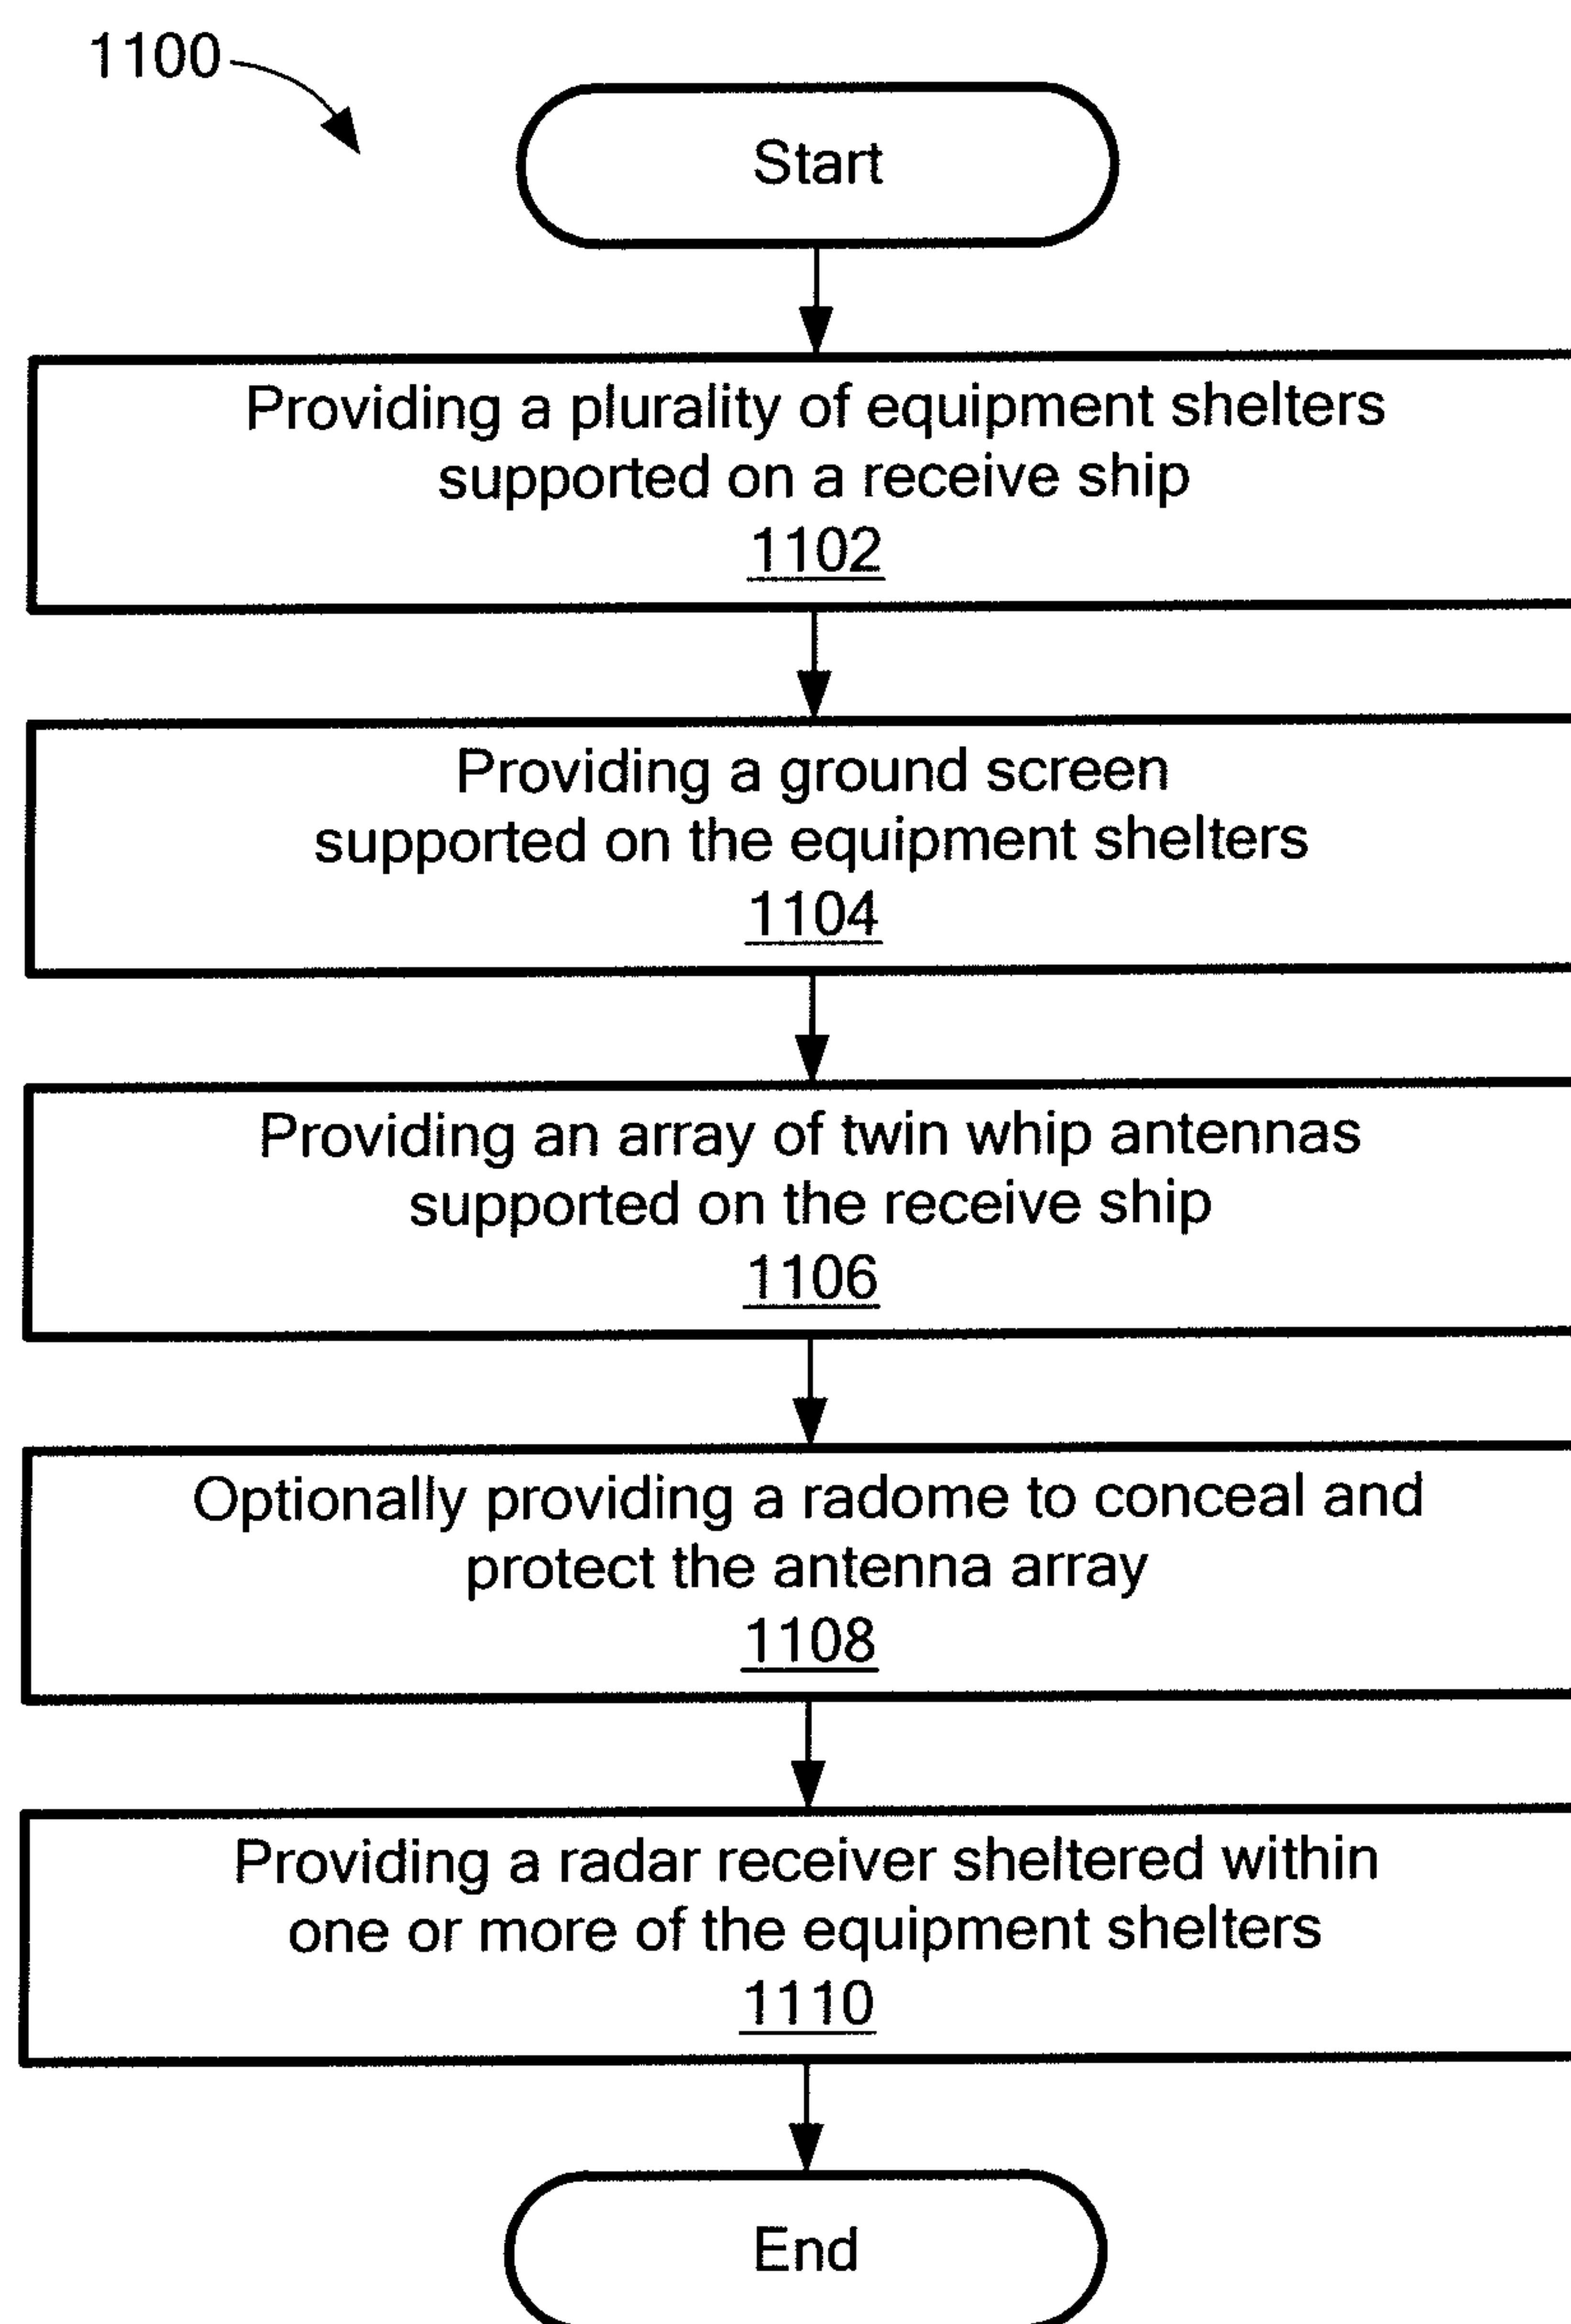 1100
Start
Providing a plurality of equipment shelters
supported on a receive ship
1102
Providing a ground screen
supported on the equipment shelters
1104
Providing an array of twin whip antennas
supported on the receive ship
1106
Optionally providing a radome to conceal and
protect the antenna array
1108
Providing a radar receiver sheltered within
one or more of the equipment shelters
1110
End